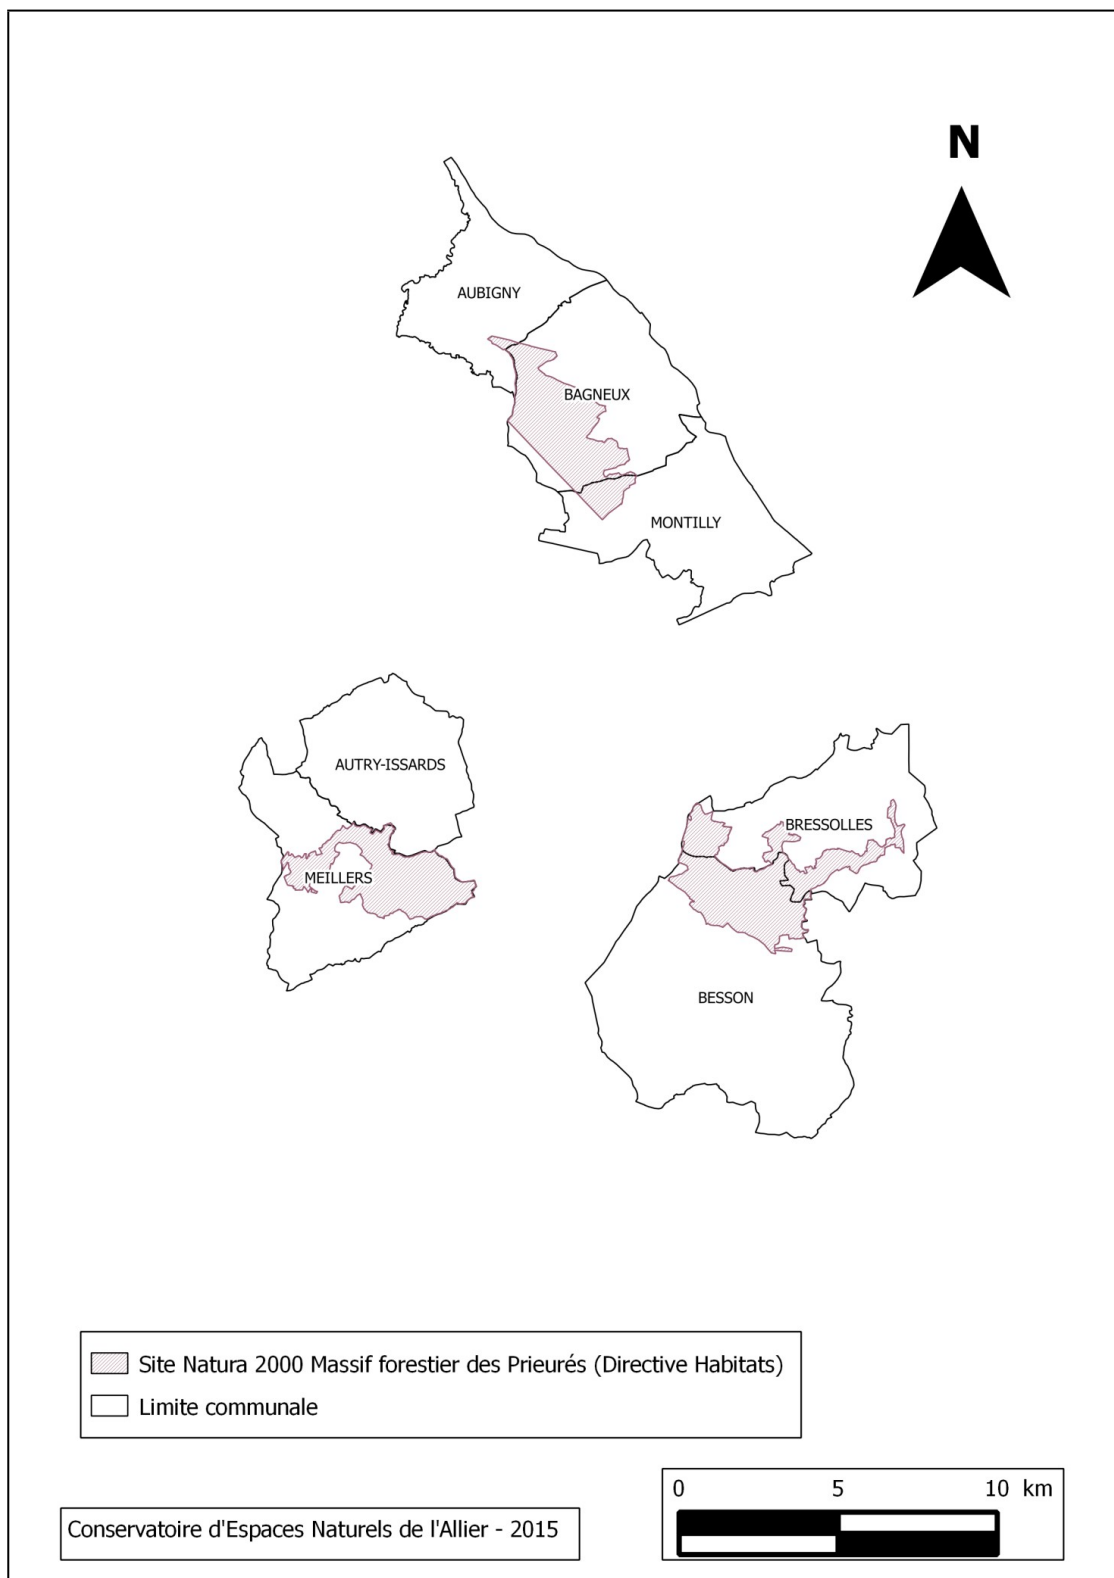 N
AUBIGNY
BAGNEUX
MONTILLY
AUTRY-ISSARDS
MEILLERS
BRESSOLLES
BESSON
Site Natura 2000 Massif forestier des Prieurés (Directive Habitats)
Limite communale
0 5 10 km
Conservatoire d'Espaces Naturels de l'Allier - 2015